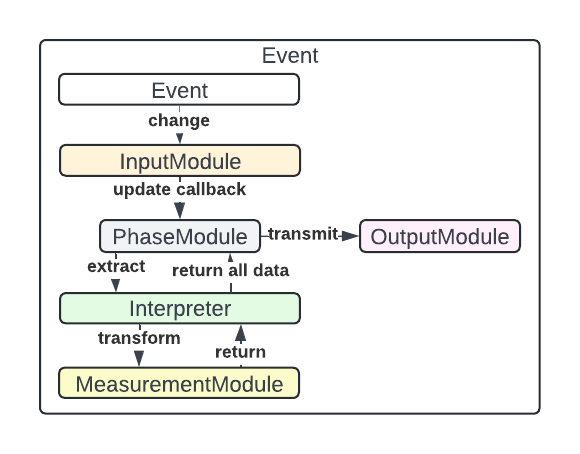 Event
Event
change
InputModule
update callback
PhaseModule
transmit
OutputModule
extract
return all data
Interpreter
transform
return
MeasurementModule